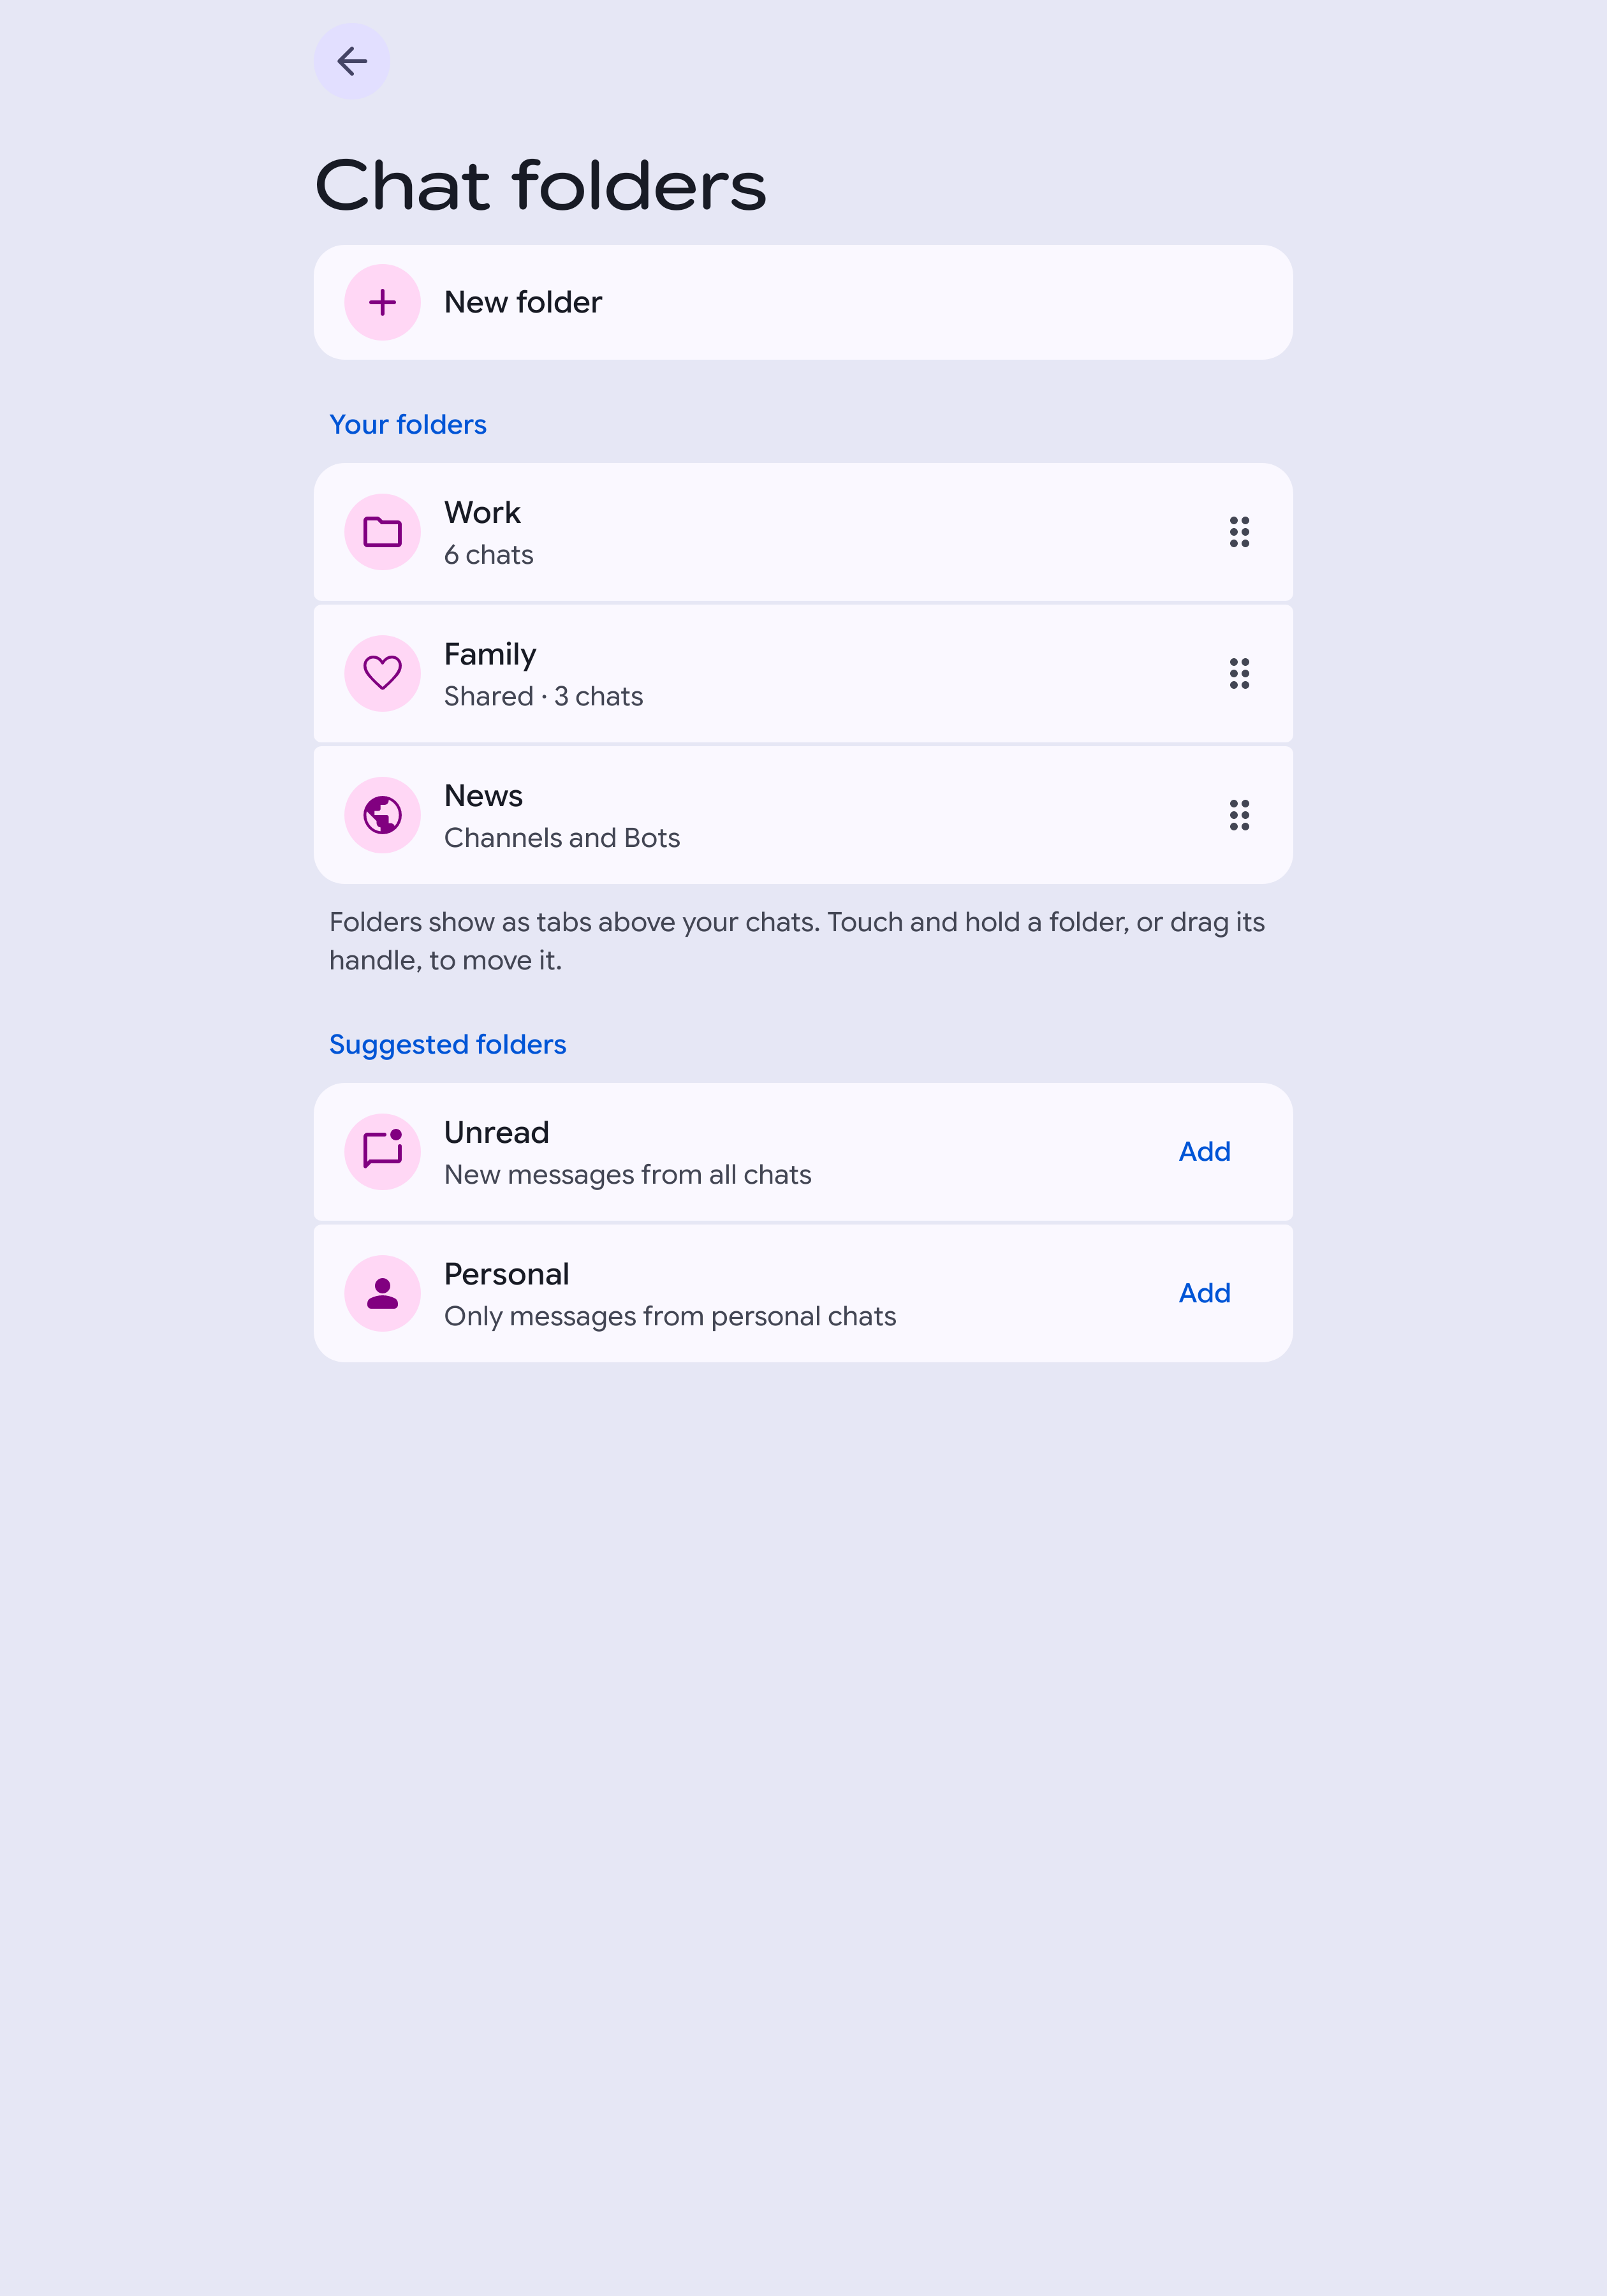 Chat folders
New folder
Your folders
Work
6 chats
Family
Shared · 3 chats
News
Channels and Bots
Folders show as tabs above your chats. Touch and hold a folder, or drag its
handle, to move it.
Suggested folders
Unread
New messages from all chats
Add
Personal
Only messages from personal chats
Add